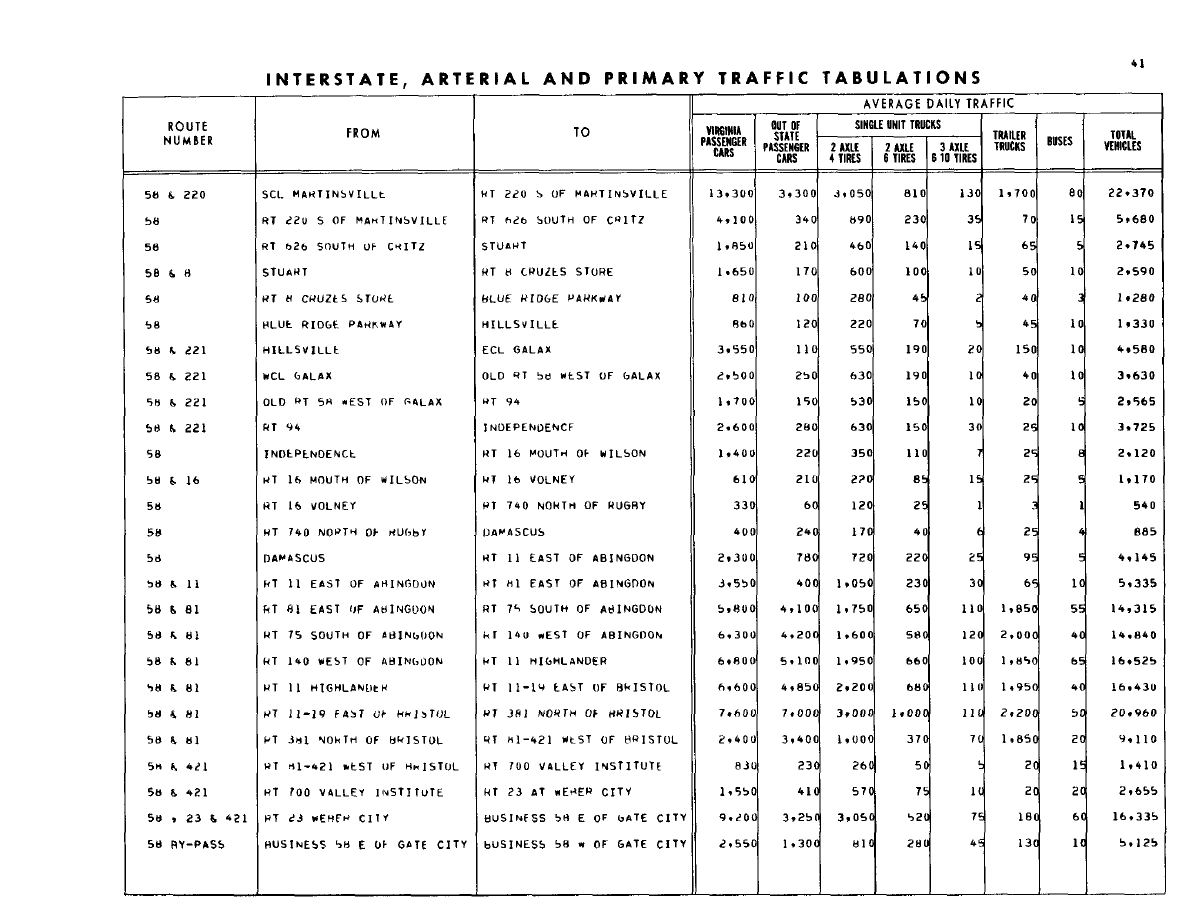 41
INTERSTATE, ARTERIAL AND PRIMARY TRAFFIC TABULATIONS
ROUTE NUMBER FROM TO AVERAGE DAILY TRAFFIC
VIRGINIA PASSENGER CARS OUT OF STATE PASSENGER CARS SINGLE UNIT TRUCKS 2 AXLE 4 TIRES 2 AXLE 6 TIRES 3 AXLE 6 10 TIRES TRAILER TRUCKS BUSES TOTAL VEHICLES
58 & 220 SCL MARTINSVILLE RT 220 S OF MARTINSVILLE 13,300 3,300 3,050 810 130 1,700 80 22,370
58 RT 220 S OF MARTINSVILLE RT 626 SOUTH OF CRITZ 4,100 340 890 230 35 70 15 5,680
58 RT 626 SOUTH OF CRITZ STUART 1,850 210 460 140 15 65 5 2,745
58 & 8 STUART RT 8 CRUZES STORE 1,650 170 600 100 10 50 10 2,590
58 RT 8 CRUZES STORE BLUE RIDGE PARKWAY 810 100 280 45 2 40 3 1,280
58 BLUE RIDGE PARKWAY HILLSVILLE 860 120 220 70 5 45 10 1,330
58 & 221 HILLSVILLE ECL GALAX 3,550 110 550 190 20 150 10 4,580
58 & 221 WCL GALAX OLD RT 58 WEST OF GALAX 2,500 250 630 190 10 40 10 3,630
58 & 221 OLD RT 58 WEST OF GALAX RT 94 1,700 150 530 150 10 20 5 2,565
58 & 221 RT 94 INDEPENDENCE 2,600 280 630 150 30 25 10 3,725
58 INDEPENDENCE RT 16 MOUTH OF WILSON 1,400 220 350 110 7 25 8 2,120
58 & 16 RT 16 MOUTH OF WILSON RT 16 VOLNEY 610 210 220 85 15 25 5 1,170
58 RT 16 VOLNEY RT 740 NORTH OF RUGBY 330 60 120 25 1 3 1 540
58 RT 740 NORTH OF RUGBY DAMASCUS 400 240 170 40 6 25 4 885
58 DAMASCUS RT 11 EAST OF ABINGDON 2,300 780 720 220 25 95 5 4,145
58 & 11 RT 11 EAST OF ABINGDON RT 81 EAST OF ABINGDON 3,550 400 1,050 230 30 65 10 5,335
58 & 81 RT 81 EAST OF ABINGDON RT 75 SOUTH OF ABINGDON 5,800 4,100 1,750 650 110 1,850 55 14,315
58 & 81 RT 75 SOUTH OF ABINGDON RT 140 WEST OF ABINGDON 6,300 4,200 1,600 580 120 2,000 40 14,840
58 & 81 RT 140 WEST OF ABINGDON RT 11 HIGHLANDER 6,800 5,100 1,950 660 100 1,850 65 16,525
58 & 81 RT 11 HIGHLANDER RT 11-19 EAST OF BRISTOL 6,600 4,850 2,200 680 110 1,950 40 16,430
58 & 81 RT 11-19 EAST OF BRISTOL RT 381 NORTH OF BRISTOL 7,600 7,000 3,000 1,000 110 2,200 50 20,960
58 & 81 RT 381 NORTH OF BRISTOL RT 81-421 WEST OF BRISTOL 2,400 3,400 1,000 370 70 1,850 20 9,110
58 & 421 RT 81-421 WEST OF BRISTOL RT 700 VALLEY INSTITUTE 830 230 260 50 5 20 15 1,410
58 & 421 RT 700 VALLEY INSTITUTE RT 23 AT WEBER CITY 1,550 410 570 75 10 20 20 2,655
58 , 23 & 421 RT 23 WEBER CITY BUSINESS 58 E OF GATE CITY 9,200 3,250 3,050 520 75 180 60 16,335
58 BY-PASS BUSINESS 58 E OF GATE CITY BUSINESS 58 W OF GATE CITY 2,550 1,300 810 280 45 130 10 5,125